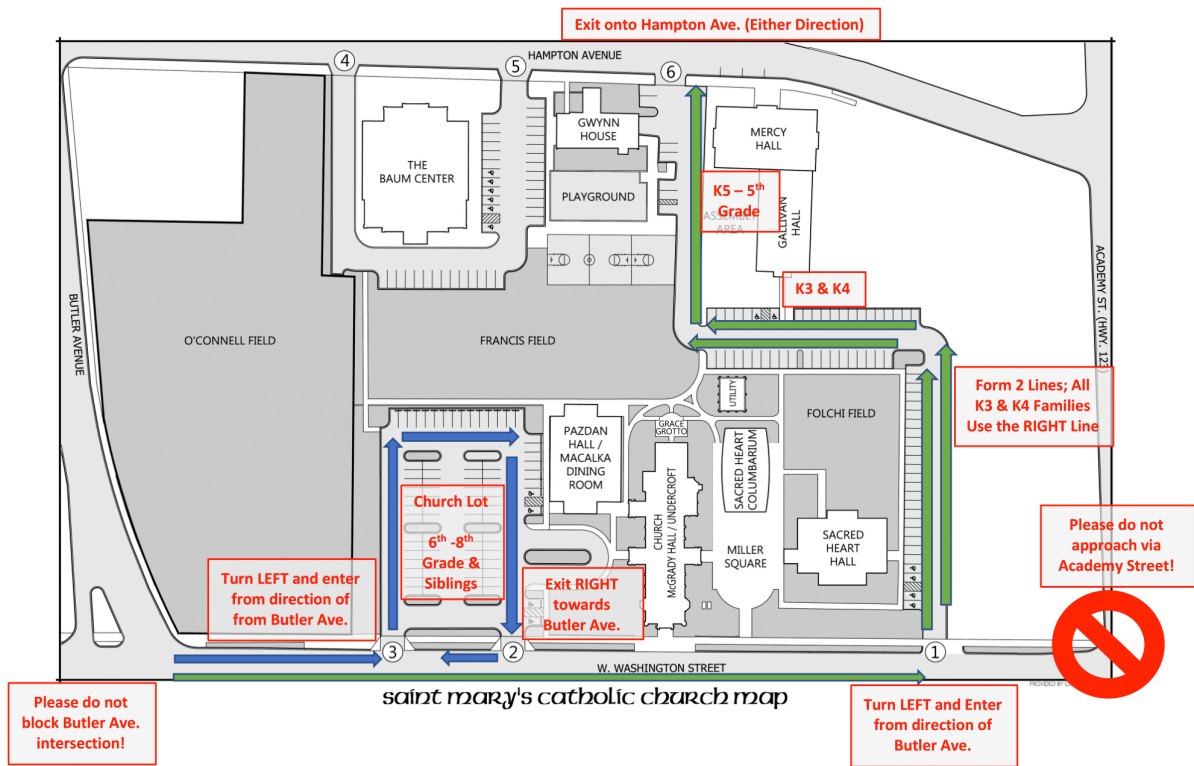 Exit onto Hampton Ave. (Either Direction)
HAMPTON AVENUE
4
5
6
GWYNN
HOUSE
MERCY
HALL
THE
BAUM CENTER
PLAYGROUND
K5 – 5th
Grade
ASSEMBLY
AREA
GALLIVAN
HALL
K3 & K4
BUTLER AVENUE
ACADEMY ST. (HWY. 123)
O'CONNELL FIELD
FRANCIS FIELD
UTILITY
FOLCHI FIELD
Form 2 Lines; All
K3 & K4 Families
Use the RIGHT Line
GRACE
GROTTO
PAZDAN
HALL /
MACALKA
DINING
ROOM
SACRED HEART
COLUMBARIUM
CHURCH
McGRADY HALL / UNDERCROFT
Church Lot
6th -8th
Grade &
Siblings
MILLER
SQUARE
SACRED
HEART
HALL
Please do not
approach via
Academy Street!
Turn LEFT and enter
from direction of
from Butler Ave.
Exit RIGHT
towards
Butler Ave.
3
2
1
W. WASHINGTON STREET
PROVIDED BY
saint mary's catholic church map
Please do not
block Butler Ave.
intersection!
Turn LEFT and Enter
from direction of
Butler Ave.